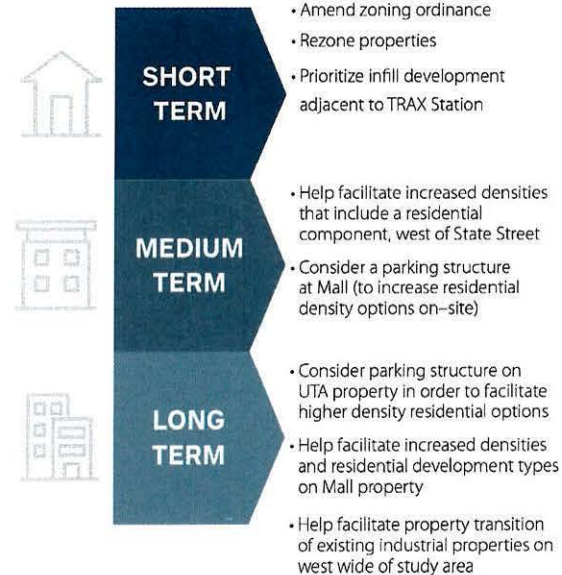 SHORT
TERM
• Amend zoning ordinance
• Rezone properties
• Prioritize infill development
adjacent to TRAX Station
MEDIUM
TERM
• Help facilitate increased densities
that include a residential
component, west of State Street
• Consider a parking structure
at Mall (to increase residential
density options on–site)
LONG
TERM
• Consider parking structure on
UTA property in order to facilitate
higher density residential options
• Help facilitate increased densities
and residential development types
on Mall property
• Help facilitate property transition
of existing industrial properties on
west wide of study area